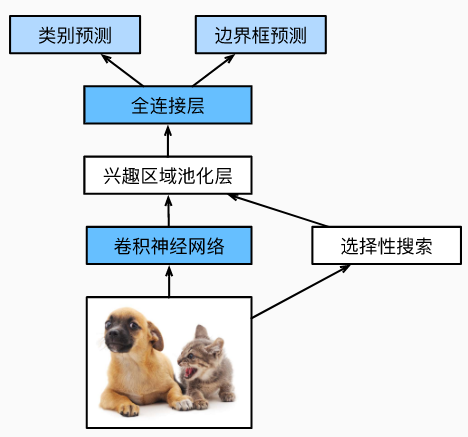 类别预测
边界框预测
全连接层
兴趣区域池化层
卷积神经网络
选择性搜索